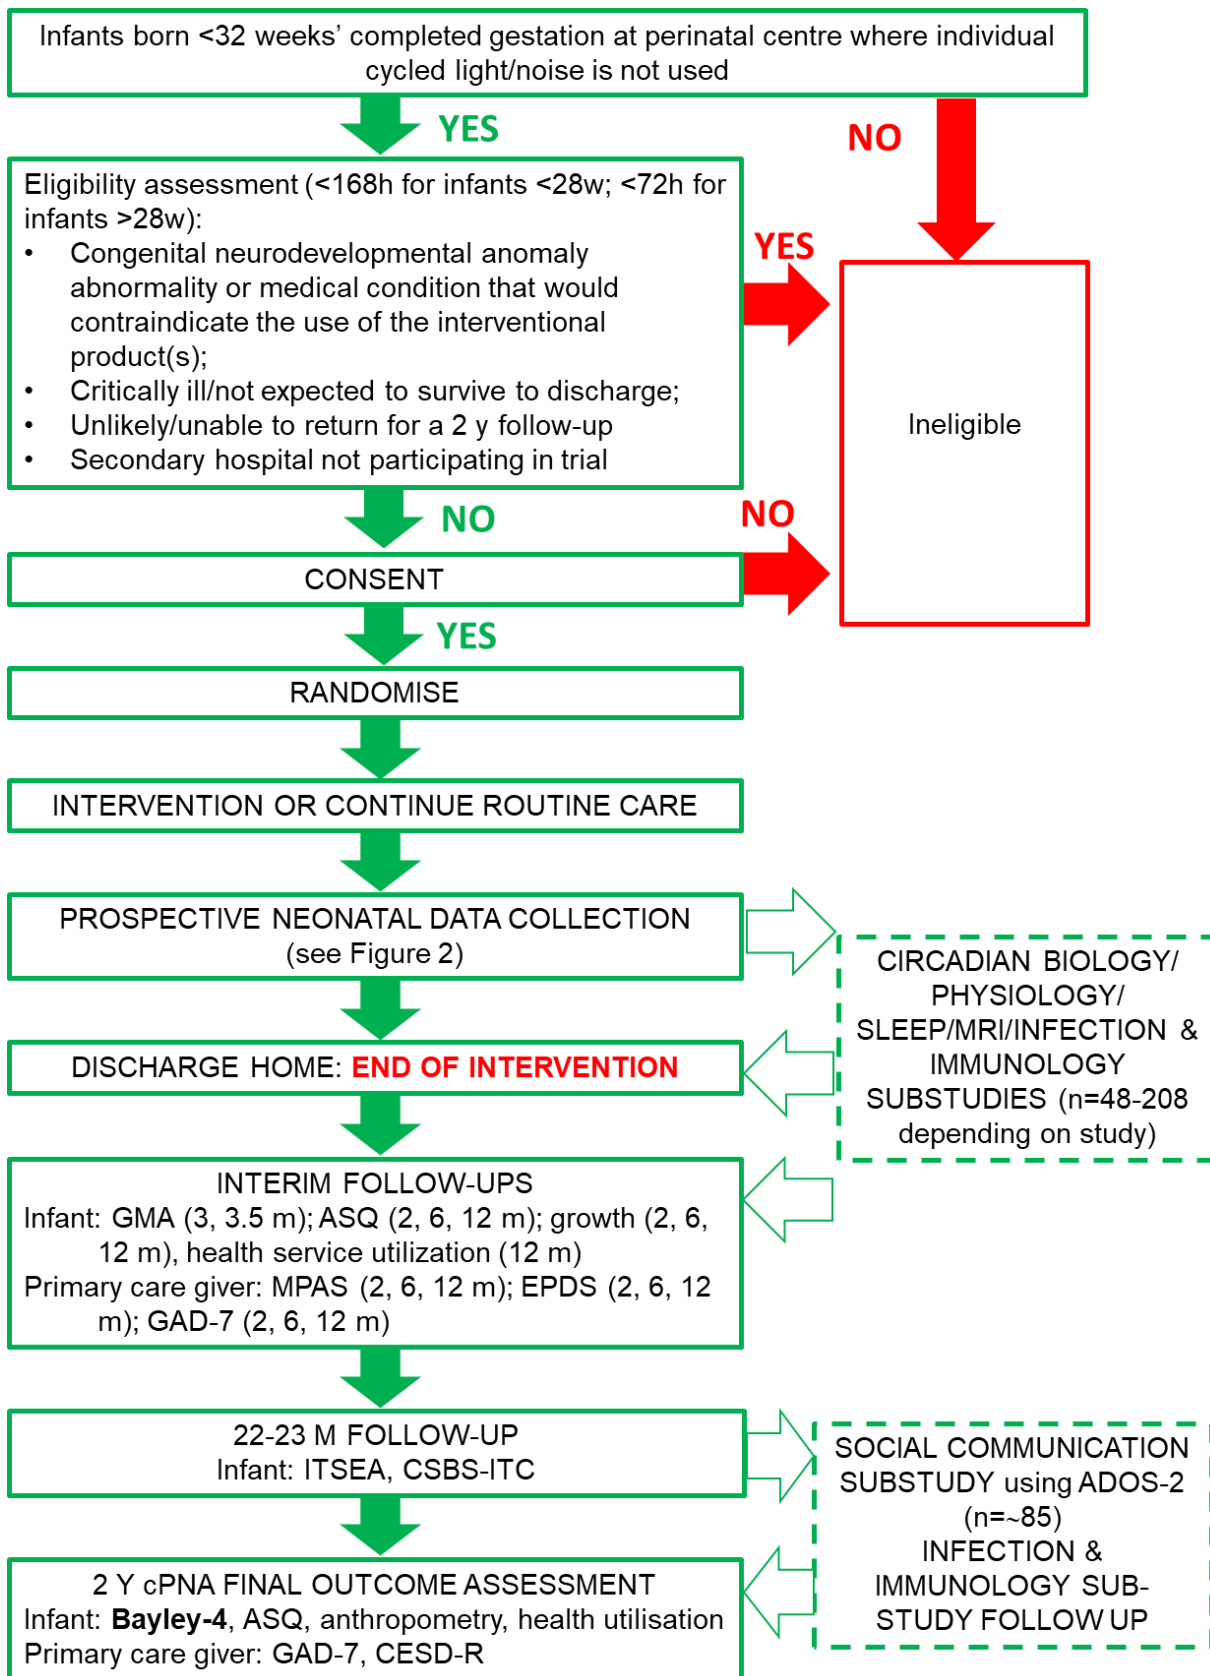 Infants born <32 weeks’ completed gestation at perinatal centre where individual
cycled light/noise is not used
YES
NO
Eligibility assessment (<168h for infants <28w; <72h for
infants >28w):
• Congenital neurodevelopmental anomaly
abnormality or medical condition that would
contraindicate the use of the interventional
product(s);
• Critically ill/not expected to survive to discharge;
• Unlikely/unable to return for a 2 y follow-up
• Secondary hospital not participating in trial
YES
Ineligible
NO
NO
CONSENT
YES
RANDOMISE
INTERVENTION OR CONTINUE ROUTINE CARE
PROSPECTIVE NEONATAL DATA COLLECTION
(see Figure 2)
CIRCADIAN BIOLOGY/
PHYSIOLOGY/
SLEEP/MRI/INFECTION &
IMMUNOLOGY
SUBSTUDIES (n=48-208
depending on study)
DISCHARGE HOME: END OF INTERVENTION
INTERIM FOLLOW-UPS
Infant: GMA (3, 3.5 m); ASQ (2, 6, 12 m); growth (2, 6,
12 m), health service utilization (12 m)
Primary care giver: MPAS (2, 6, 12 m); EPDS (2, 6, 12
m); GAD-7 (2, 6, 12 m)
22-23 M FOLLOW-UP
Infant: ITSEA, CSBS-ITC
SOCIAL COMMUNICATION
SUBSTUDY using ADOS-2
(n=~85)
INFECTION &
IMMUNOLOGY SUB-
STUDY FOLLOW UP
2 Y cPNA FINAL OUTCOME ASSESSMENT
Infant: Bayley-4, ASQ, anthropometry, health utilisation
Primary care giver: GAD-7, CESD-R